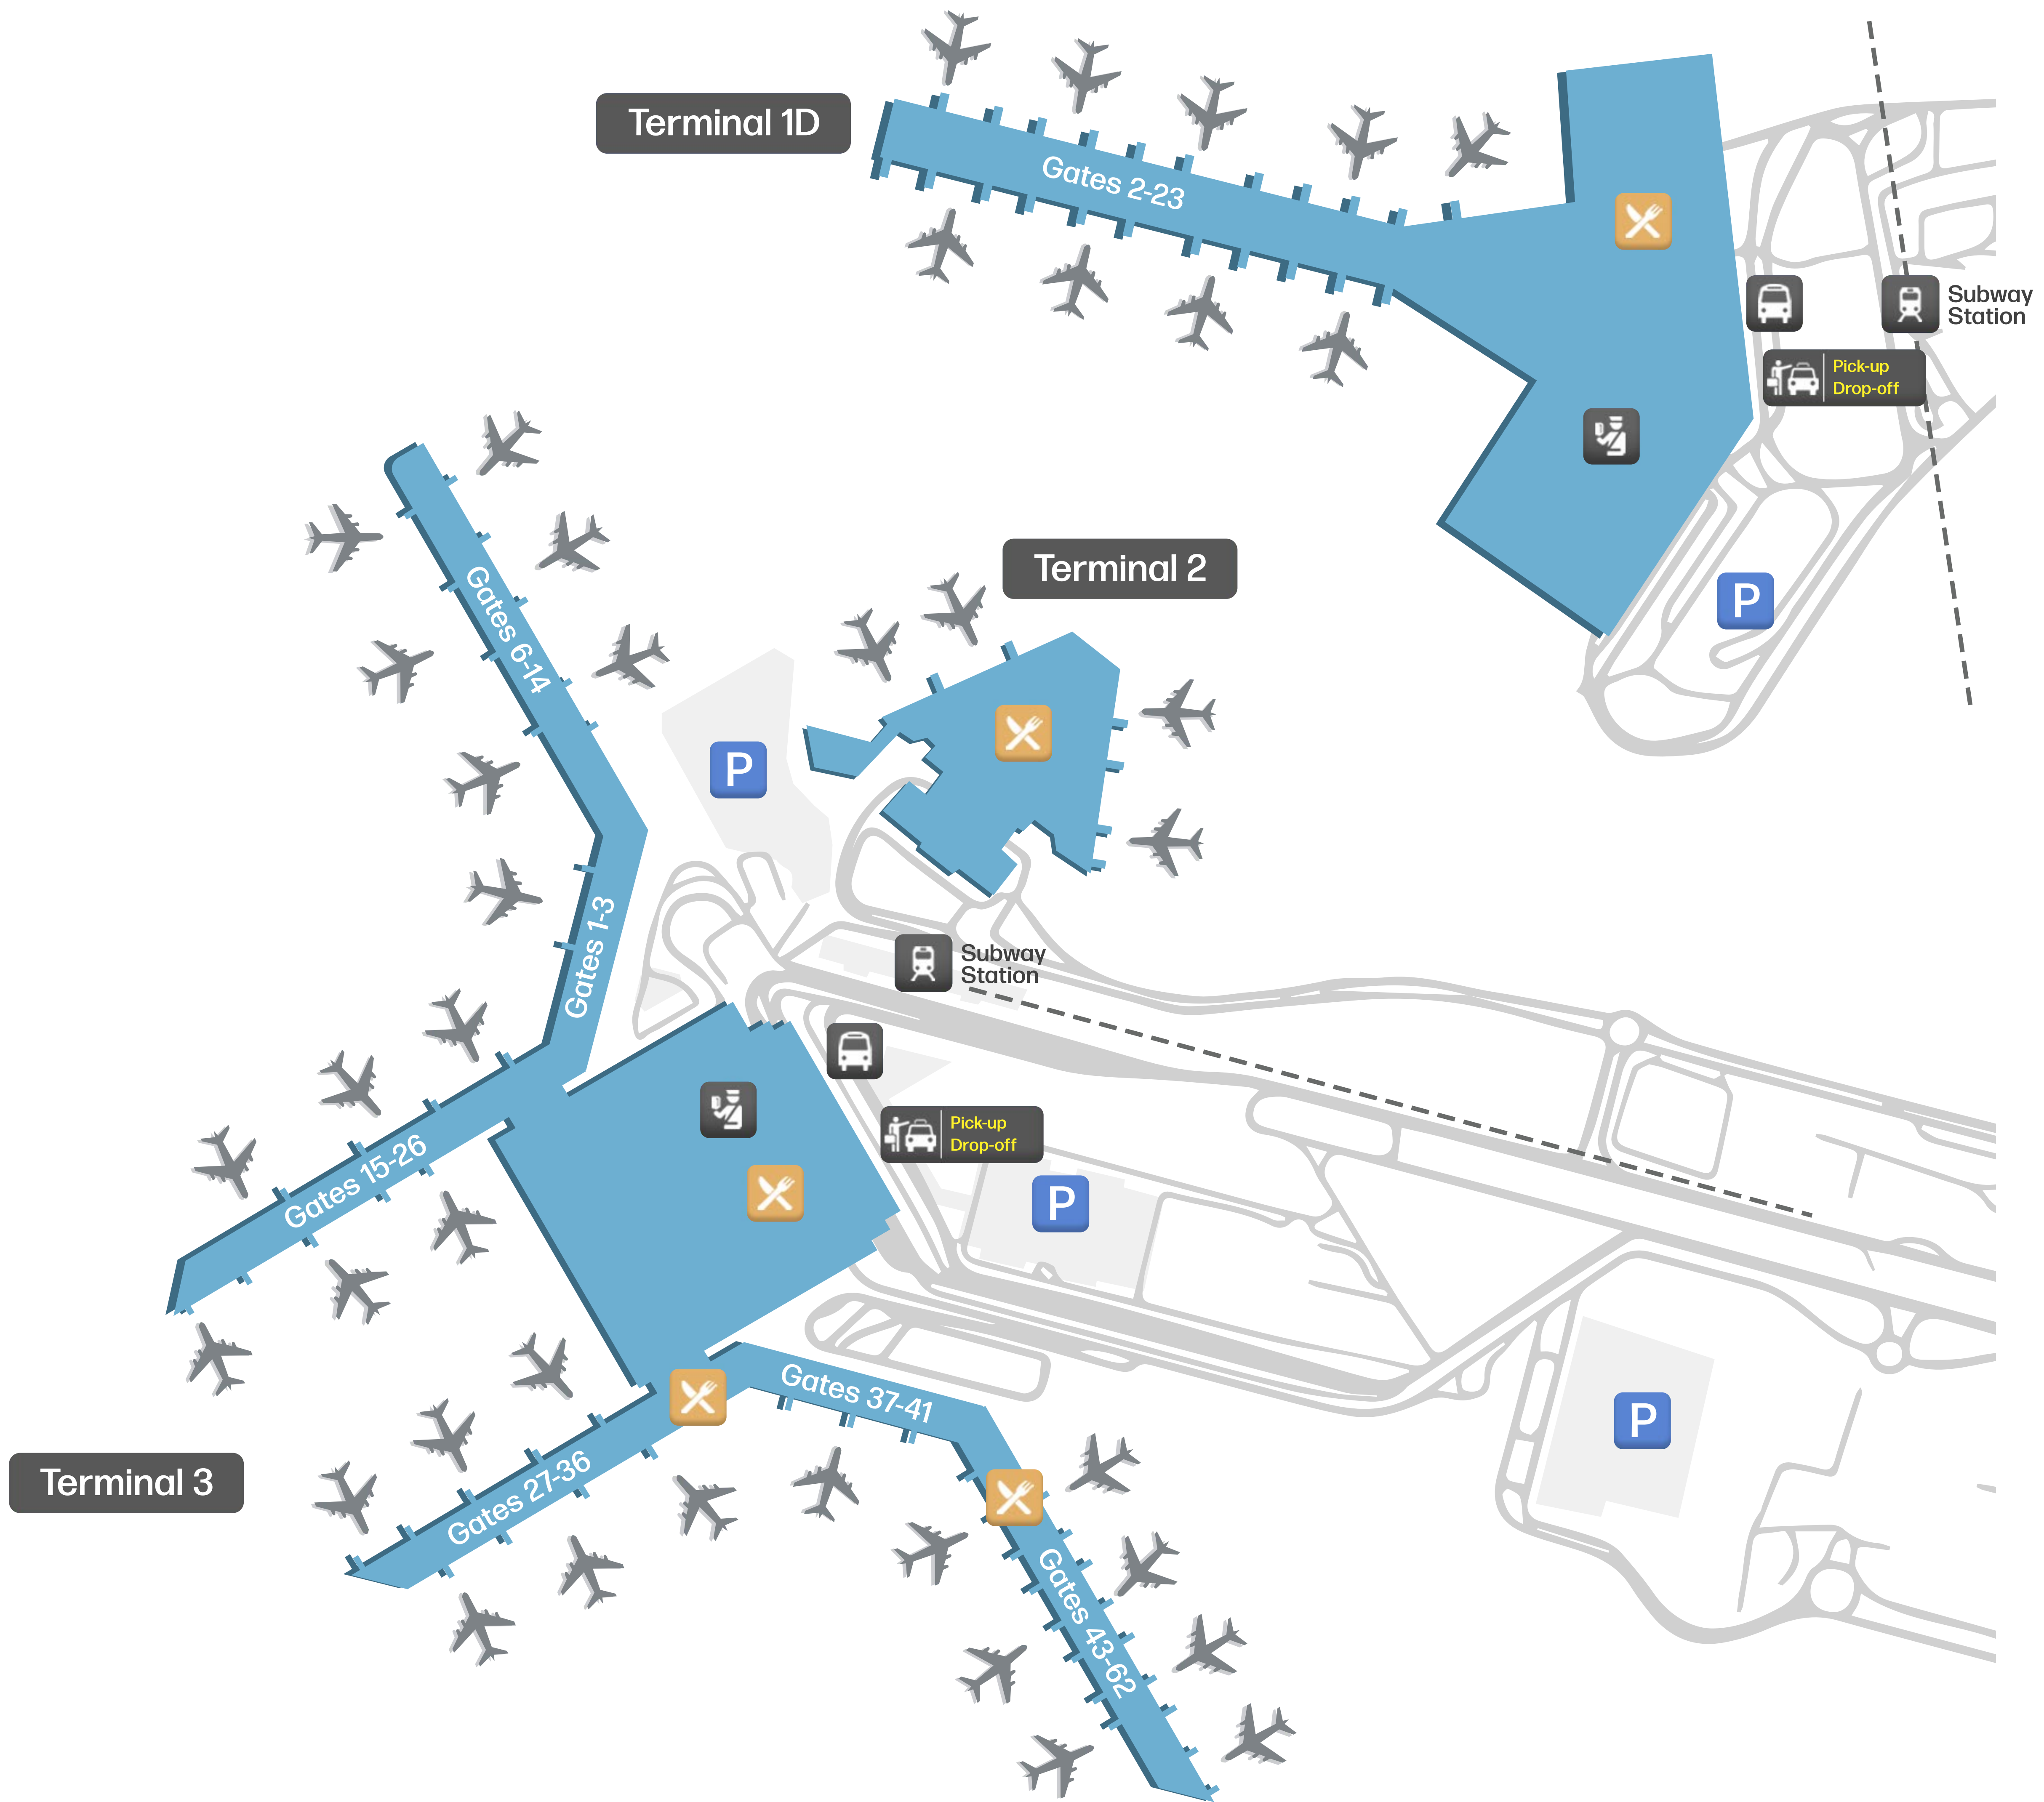 Terminal 1D
Gates 2-23
Subway
Station
Pick-up
Drop-off
P
Terminal 2
Gates 6-14
P
Gates 1-3
Subway
Station
Pick-up
Drop-off
P
Gates 15-26
Gates 37-41
P
Terminal 3
Gates 27-36
Gates 43-62